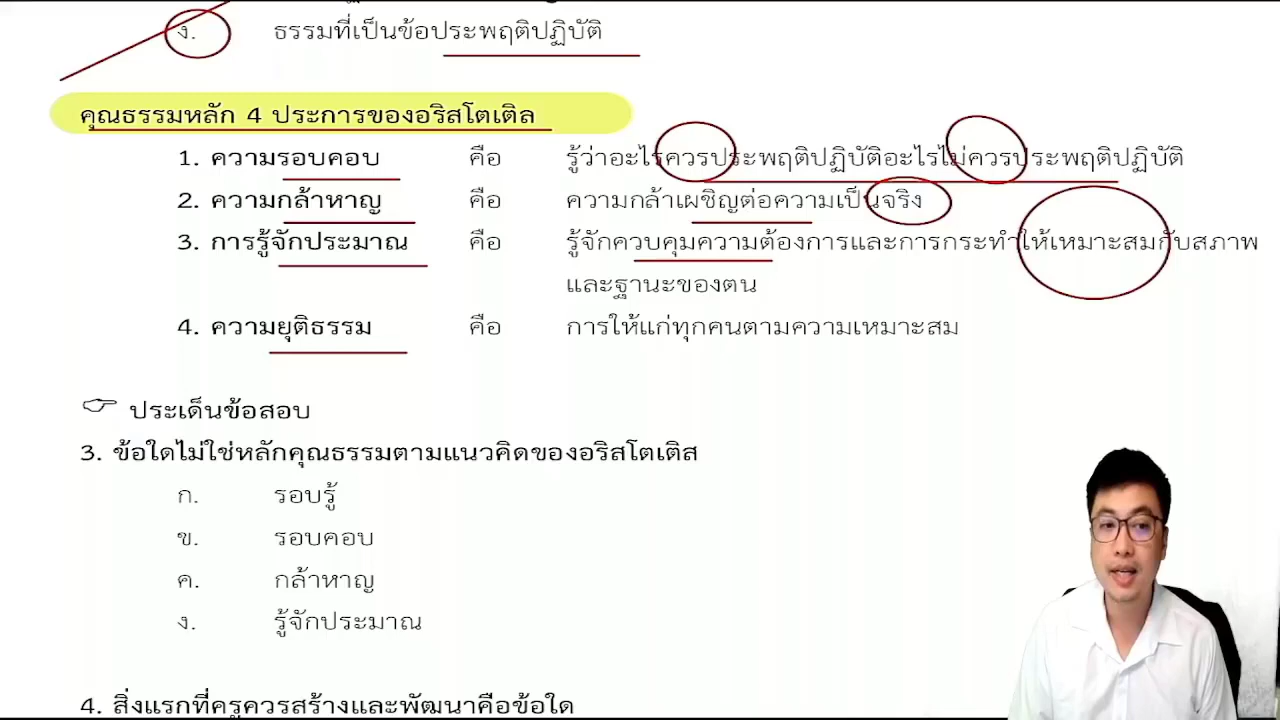 ง. ธรรมที่เป็นข้อประพฤติปฏิบัติ
คุณธรรมหลัก 4 ประการของอริสโตเติล
1. ความรอบคอบ คือ รู้ว่าอะไรควรประพฤติปฏิบัติอะไรไม่ควรประพฤติปฏิบัติ
2. ความกล้าหาญ คือ ความกล้าเผชิญต่อความเป็นจริง
3. การรู้จักประมาณ คือ รู้จักควบคุมความต้องการและการกระทำให้เหมาะสมกับสภาพ
และฐานะของตน
4. ความยุติธรรม คือ การให้แก่ทุกคนตามความเหมาะสม
ประเด็นข้อสอบ
3. ข้อใดไม่ใช่หลักคุณธรรมตามแนวคิดของอริสโตเติส
ก. รอบรู้
ข. รอบคอบ
ค. กล้าหาญ
ง. รู้จักประมาณ
4. สิ่งแรกที่ครูควรสร้างและพัฒนาคือข้อใด